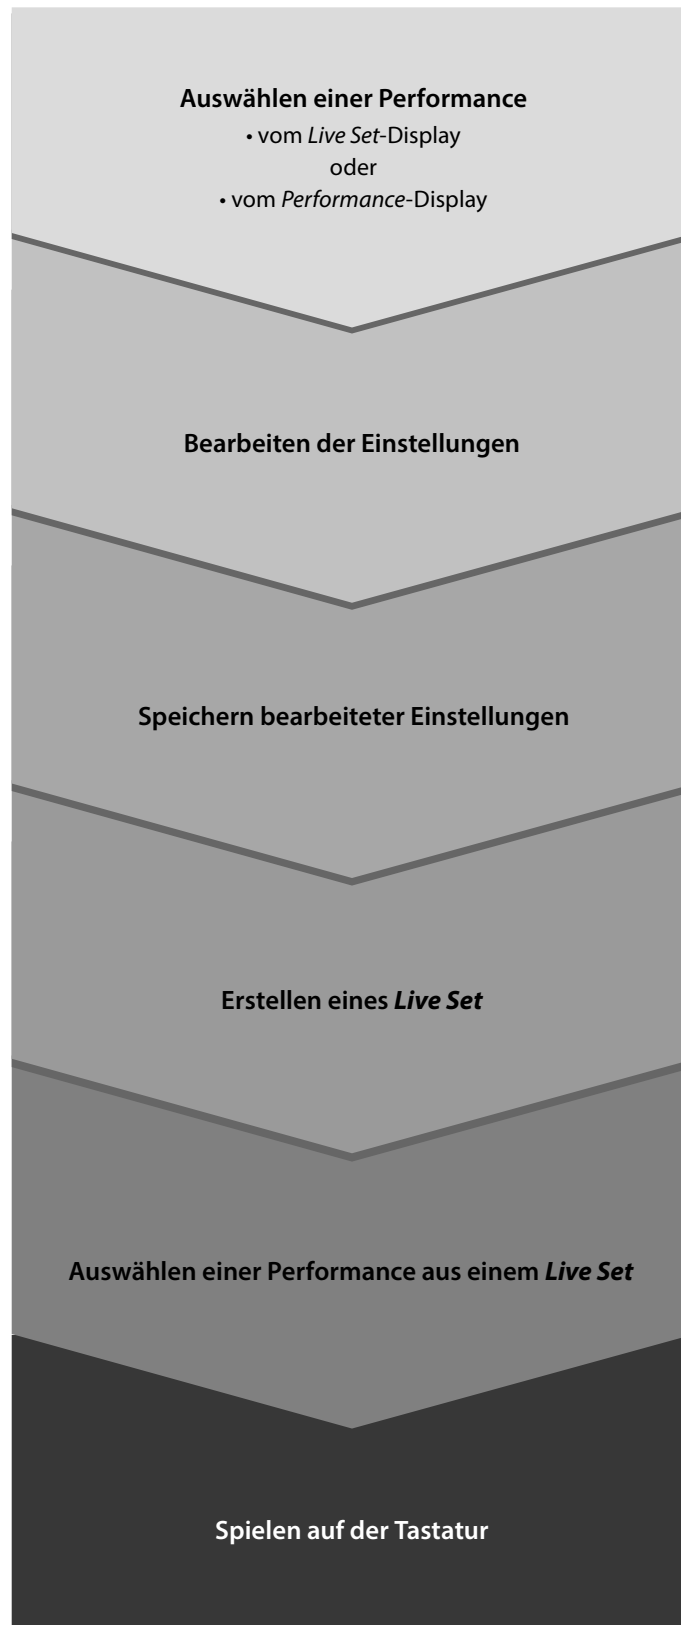 Auswählen einer Performance
• vom Live Set-Display
oder
• vom Performance-Display
Bearbeiten der Einstellungen
Speichern bearbeiteter Einstellungen
Erstellen eines Live Set
Auswählen einer Performance aus einem Live Set
Spielen auf der Tastatur